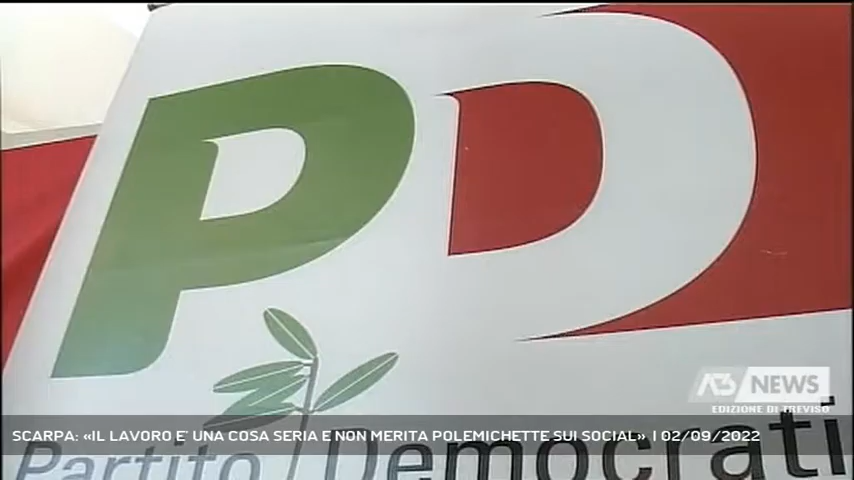 PD
A3 NEWS
EDIZIONE DI TREVISO
SCARPA: «IL LAVORO E' UNA COSA SERIA E NON MERITA POLEMICHETTE SUI SOCIAL» | 02/09/2022
Partito Democrati